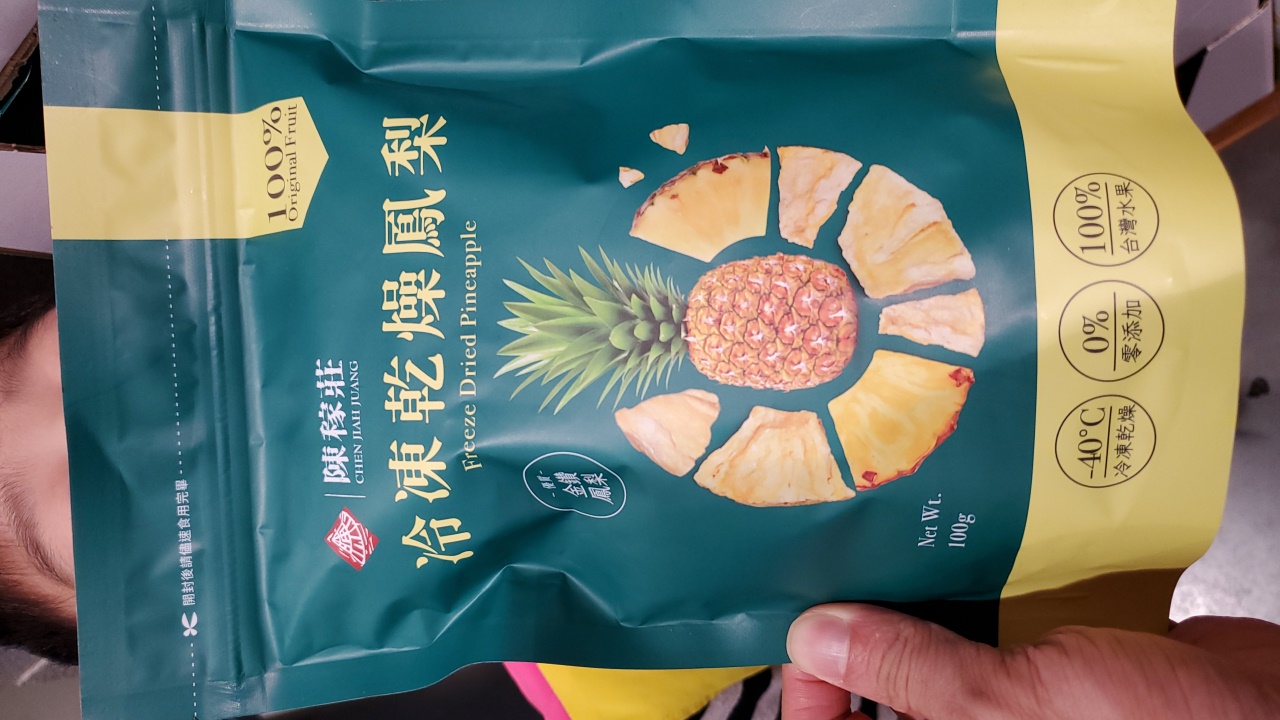 開封後請儘速食用完畢
100%
Original Fruit
陳稼莊
CHEN JIAH JUANG
冷凍乾燥鳳梨
Freeze Dried Pineapple
優質
金鑽
鳳梨
Net Wt.
100g
-40°C
冷凍乾燥
0%
零添加
100%
台灣水果